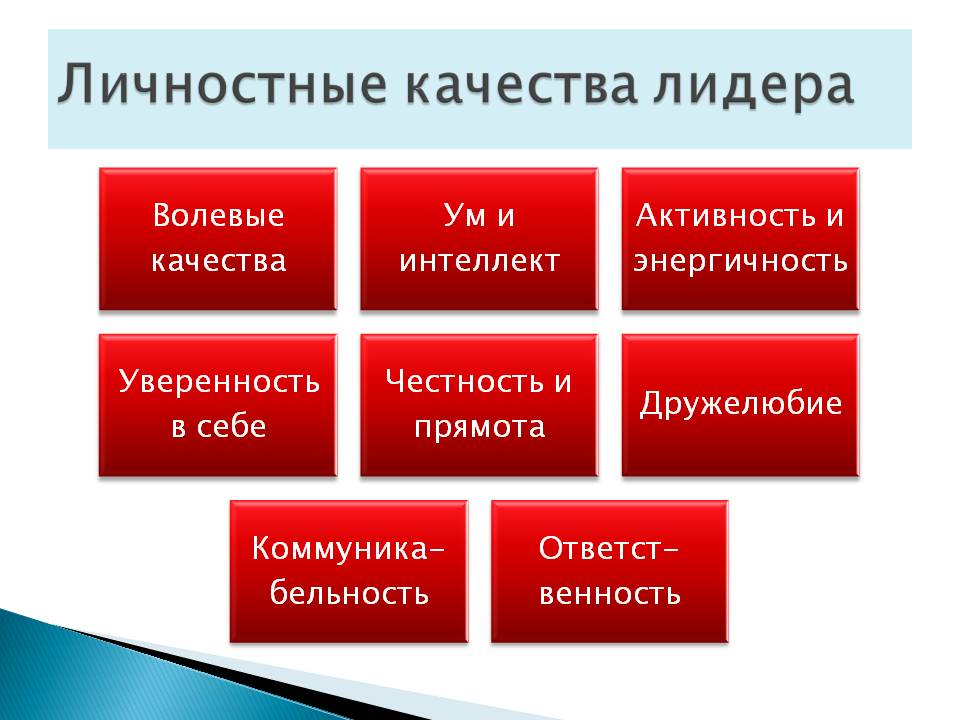 Личностные качества лидера
Волевые
качества
Ум и
интеллект
Активность и
энергичность
Уверенность
в себе
Честность и
прямота
Дружелюбие
Коммуника-
бельность
Ответст-
венность